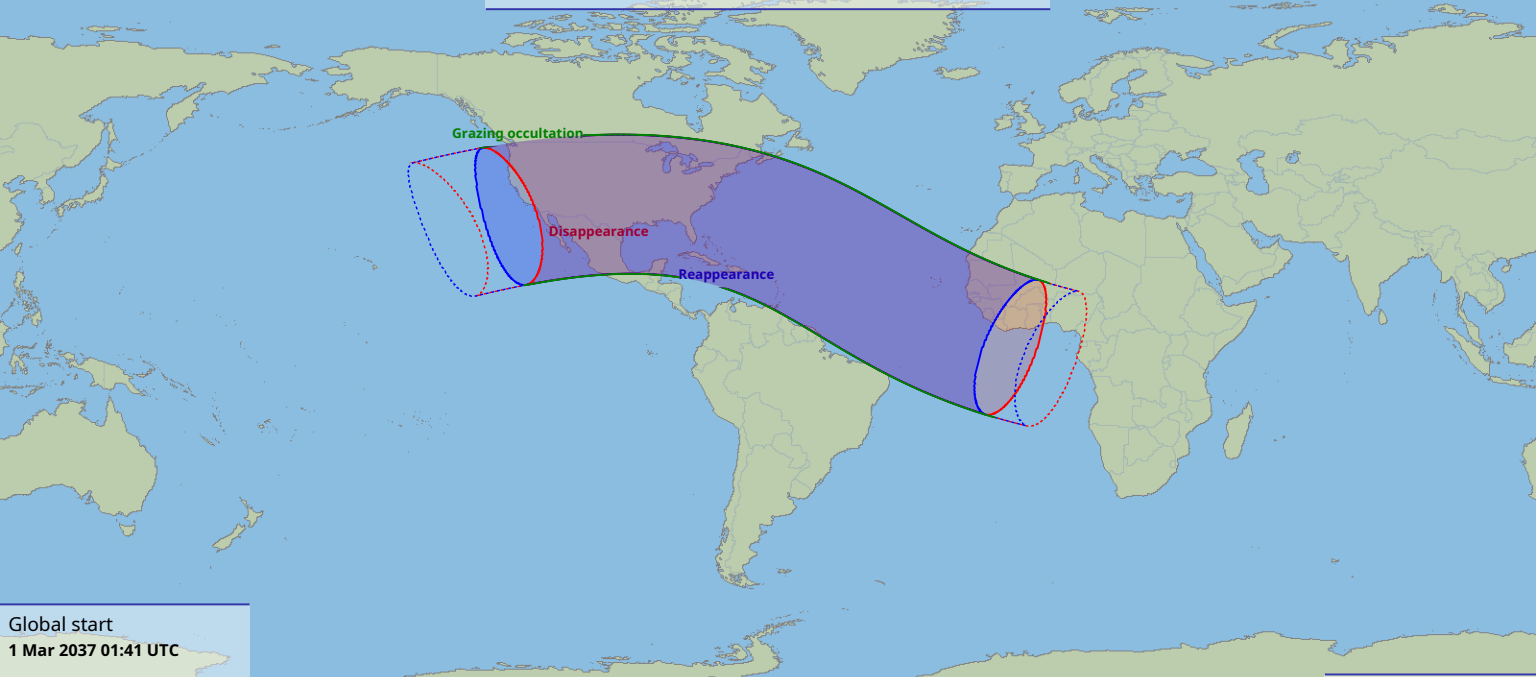 Grazing occultation
Disappearance
Reappearance
Global start
1 Mar 2037 01:41 UTC